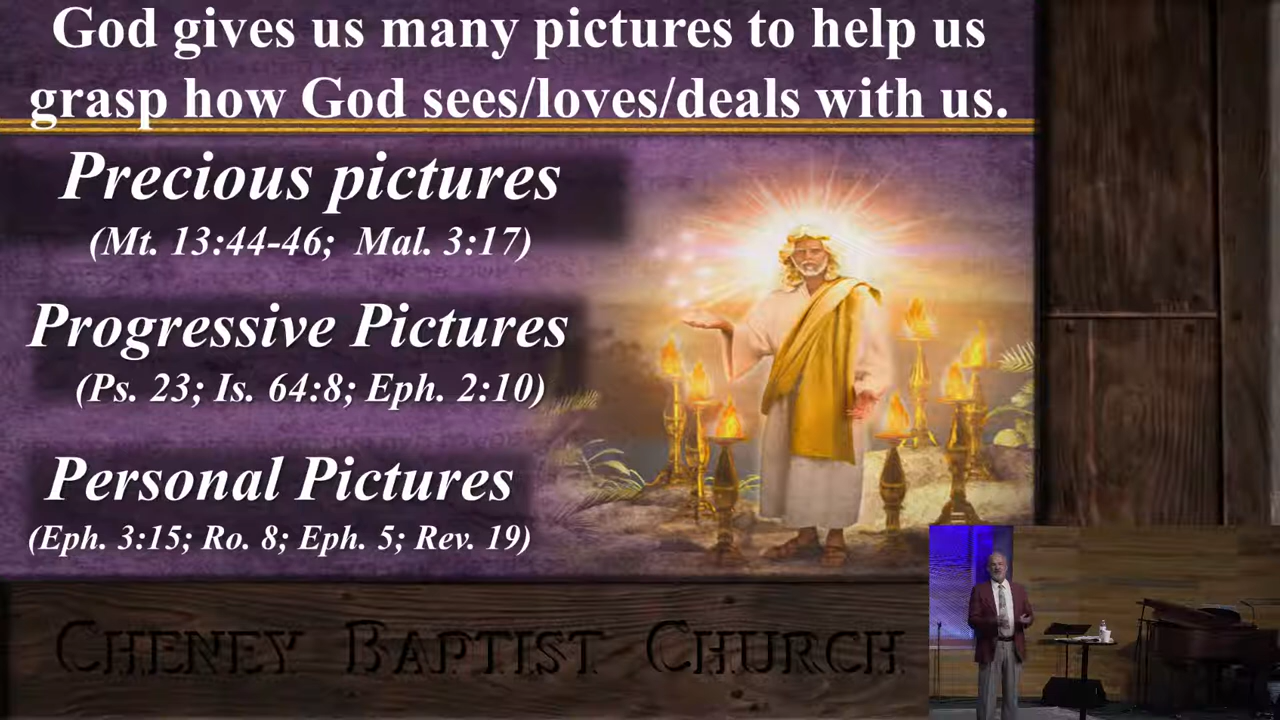 God gives us many pictures to help us
grasp how God sees/loves/deals with us.
Precious pictures
(Mt. 13:44-46; Mal. 3:17)
Progressive Pictures
(Ps. 23; Is. 64:8; Eph. 2:10)
Personal Pictures
(Eph. 3:15; Ro. 8; Eph. 5; Rev. 19)
CHENEY BAPTIST CHURCH